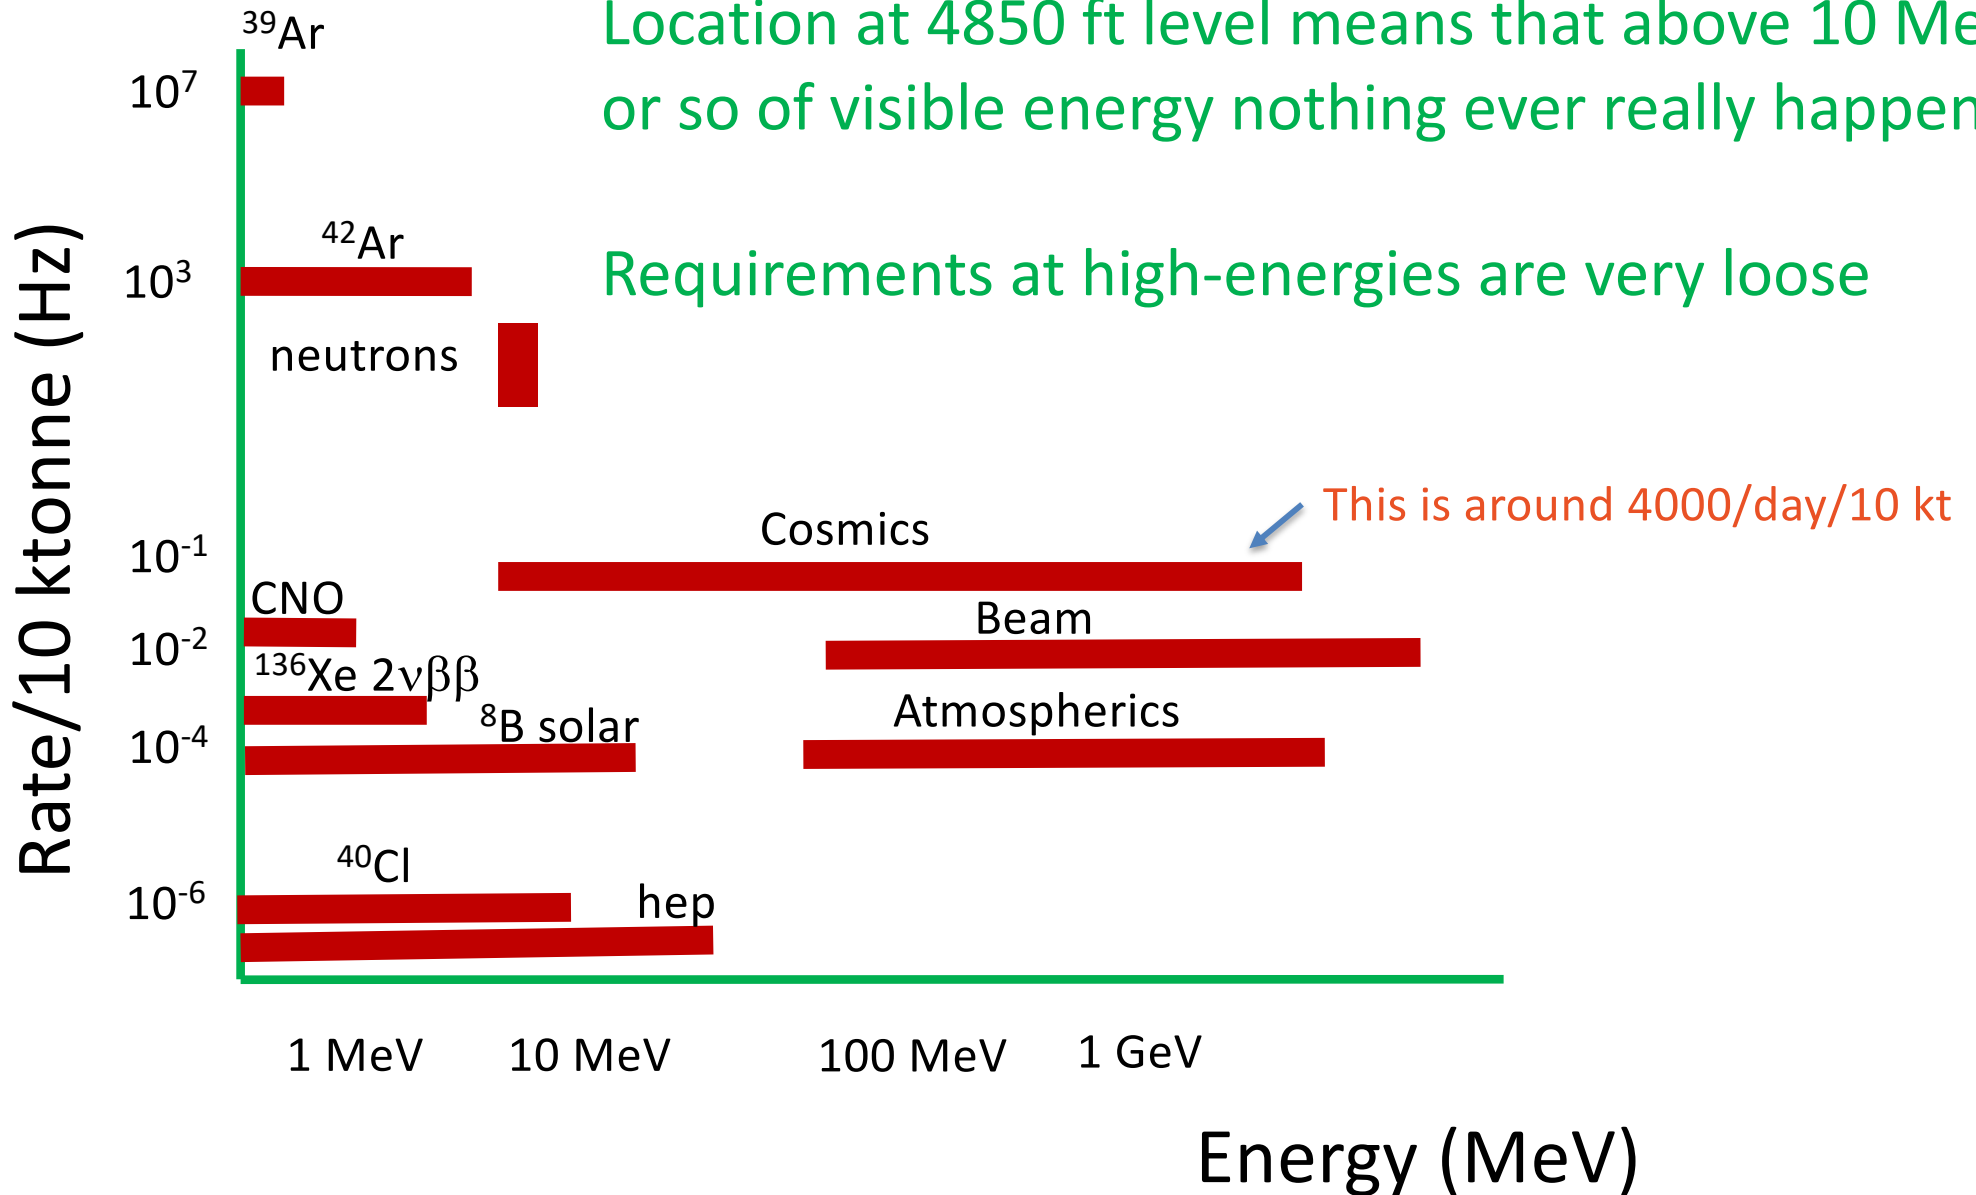 ³⁹Ar
Location at 4850 ft level means that above 10 Me
or so of visible energy nothing ever really happen
10⁷
⁴²Ar
10³
Requirements at high-energies are very loose
neutrons
Rate/10 ktonne (Hz)
This is around 4000/day/10 kt
Cosmics
10⁻¹
CNO
Beam
10⁻²
¹³⁶Xe 2νββ
⁸B solar
Atmospherics
10⁻⁴
⁴⁰Cl
10⁻⁶
hep
1 MeV
10 MeV
100 MeV
1 GeV
Energy (MeV)